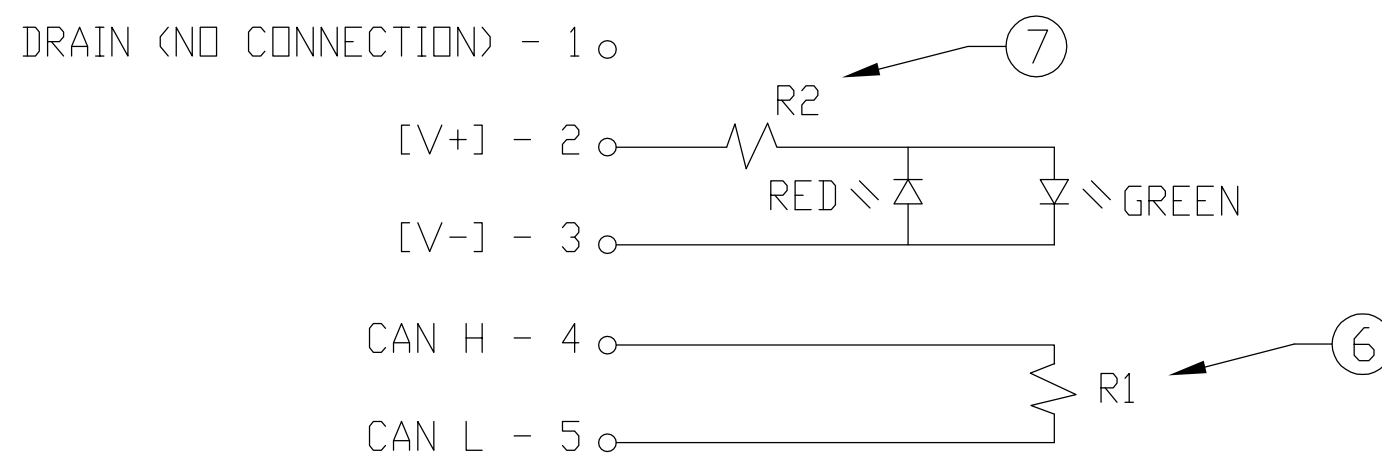 DRAIN (NO CONNECTION) - 1
7
R2
[V+] - 2
RED
GREEN
[V-] - 3
CAN H - 4
6
R1
CAN L - 5